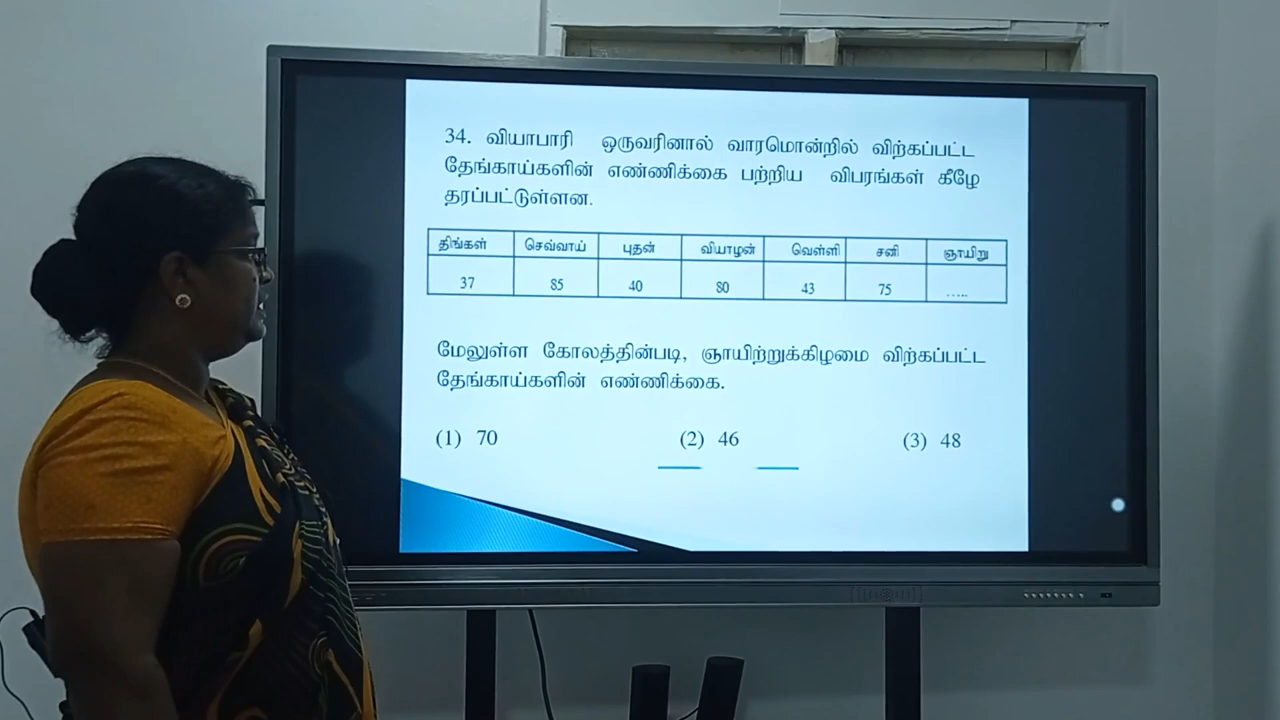 34. வியாபாரி ஒருவரினால் வாரமொன்றில் விற்கப்பட்ட
தேங்காய்களின் எண்ணிக்கை பற்றிய விபரங்கள் கீழே
தரப்பட்டுள்ளன.
திங்கள் செவ்வாய் புதன் வியாழன் வெள்ளி சனி ஞாயிறு
37 85 40 80 43 75 .....
மேலுள்ள கோலத்தின்படி, ஞாயிற்றுக்கிழமை விற்கப்பட்ட
தேங்காய்களின் எண்ணிக்கை.
(1) 70 (2) 46 (3) 48